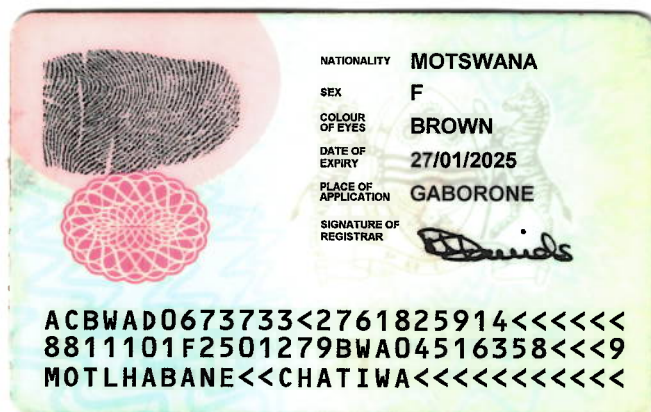 NATIONALITY MOTSWANA
SEX F
COLOUR OF EYES BROWN
DATE OF EXPIRY 27/01/2025
PLACE OF APPLICATION GABORONE
SIGNATURE OF REGISTRAR
ACBWAD0673733<2761825914<<<<<<
8811101F2501279BWA04516358<<<9
MOTLHABANE<<CHATIWA<<<<<<<<<<<